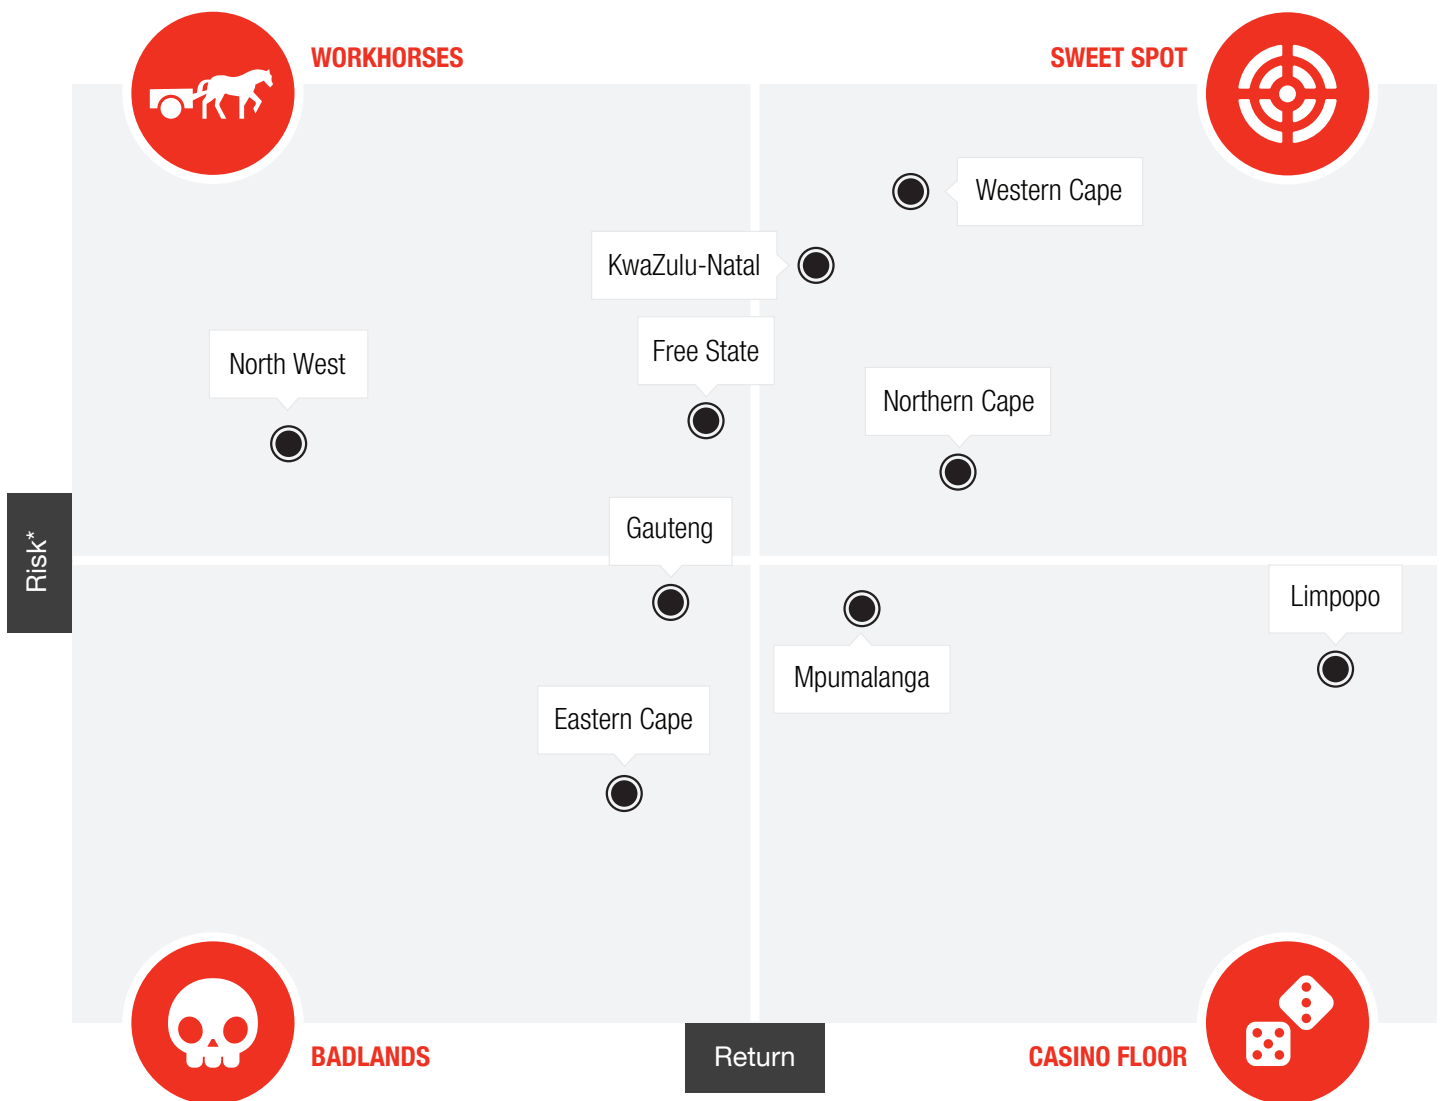 WORKHORSES
SWEET SPOT
Western Cape
KwaZulu-Natal
Free State
North West
Northern Cape
Gauteng
Risk*
Limpopo
Mpumalanga
Eastern Cape
BADLANDS
Return
CASINO FLOOR